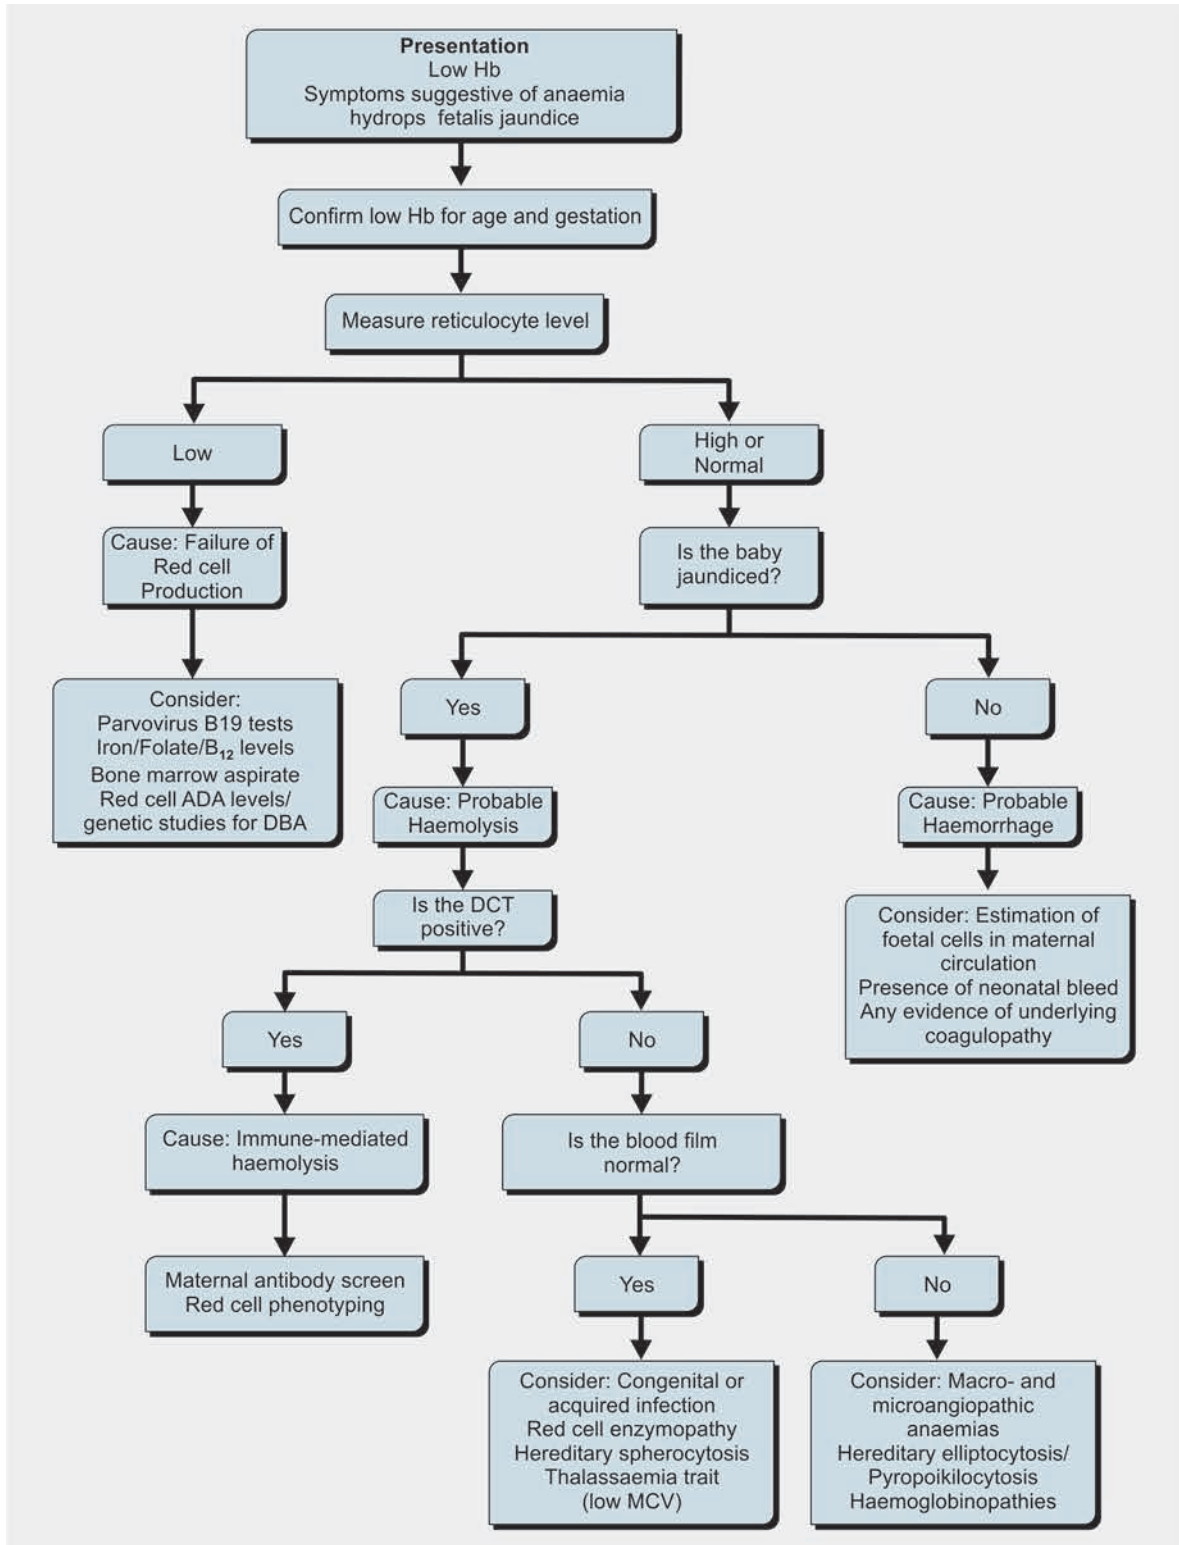 Presentation
Low Hb
Symptoms suggestive of anaemia
hydrops fetalis jaundice
Confirm low Hb for age and gestation
Measure reticulocyte level
Low
High or
Normal
Cause: Failure of
Red cell
Production
Is the baby
jaundiced?
Consider:
Parvovirus B19 tests
Iron/Folate/B₁₂ levels
Bone marrow aspirate
Red cell ADA levels/
genetic studies for DBA
Yes
No
Cause: Probable
Haemolysis
Cause: Probable
Haemorrhage
Is the DCT
positive?
Consider: Estimation of
foetal cells in maternal
circulation
Presence of neonatal bleed
Any evidence of underlying
coagulopathy
Yes
No
Cause: Immune-mediated
haemolysis
Is the blood film
normal?
Maternal antibody screen
Red cell phenotyping
Yes
No
Consider: Congenital or
acquired infection
Red cell enzymopathy
Hereditary spherocytosis
Thalassaemia trait
(low MCV)
Consider: Macro- and
microangiopathic
anaemias
Hereditary elliptocytosis/
Pyropoikilocytosis
Haemoglobinopathies